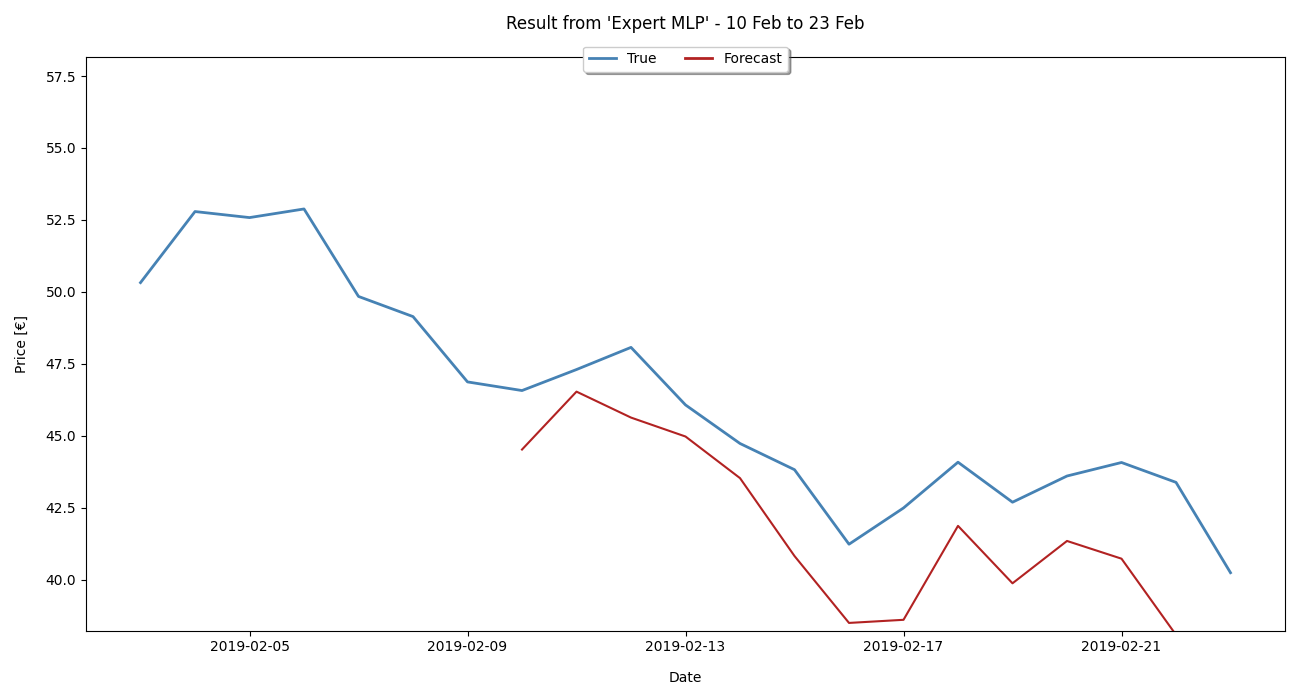 Result from 'Expert MLP' - 10 Feb to 23 Feb
True Forecast
57.5
55.0
52.5
50.0
47.5
45.0
42.5
40.0
Price [€]
2019-02-05 2019-02-09 2019-02-13 2019-02-17 2019-02-21
Date